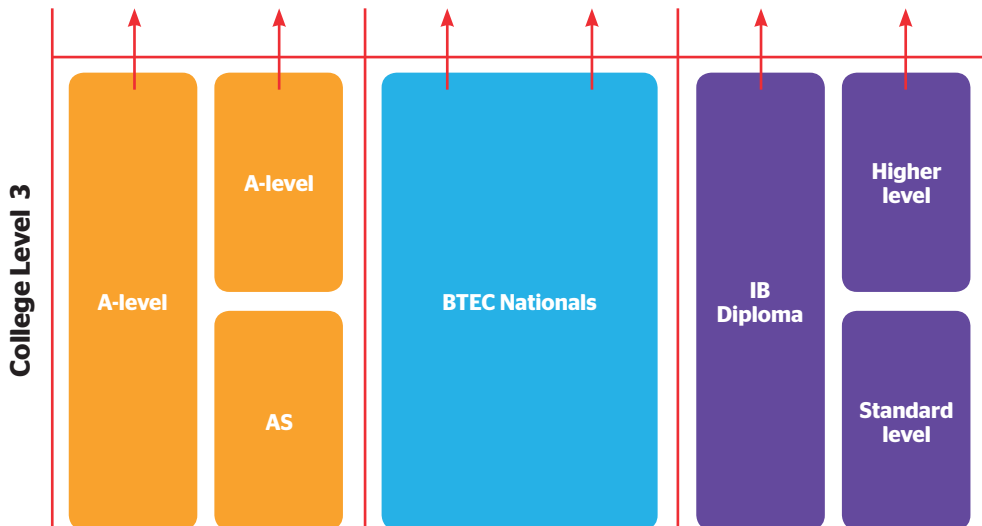 College Level 3
A-level
A-level
AS
BTEC Nationals
IB
Diploma
Higher
level
Standard
level